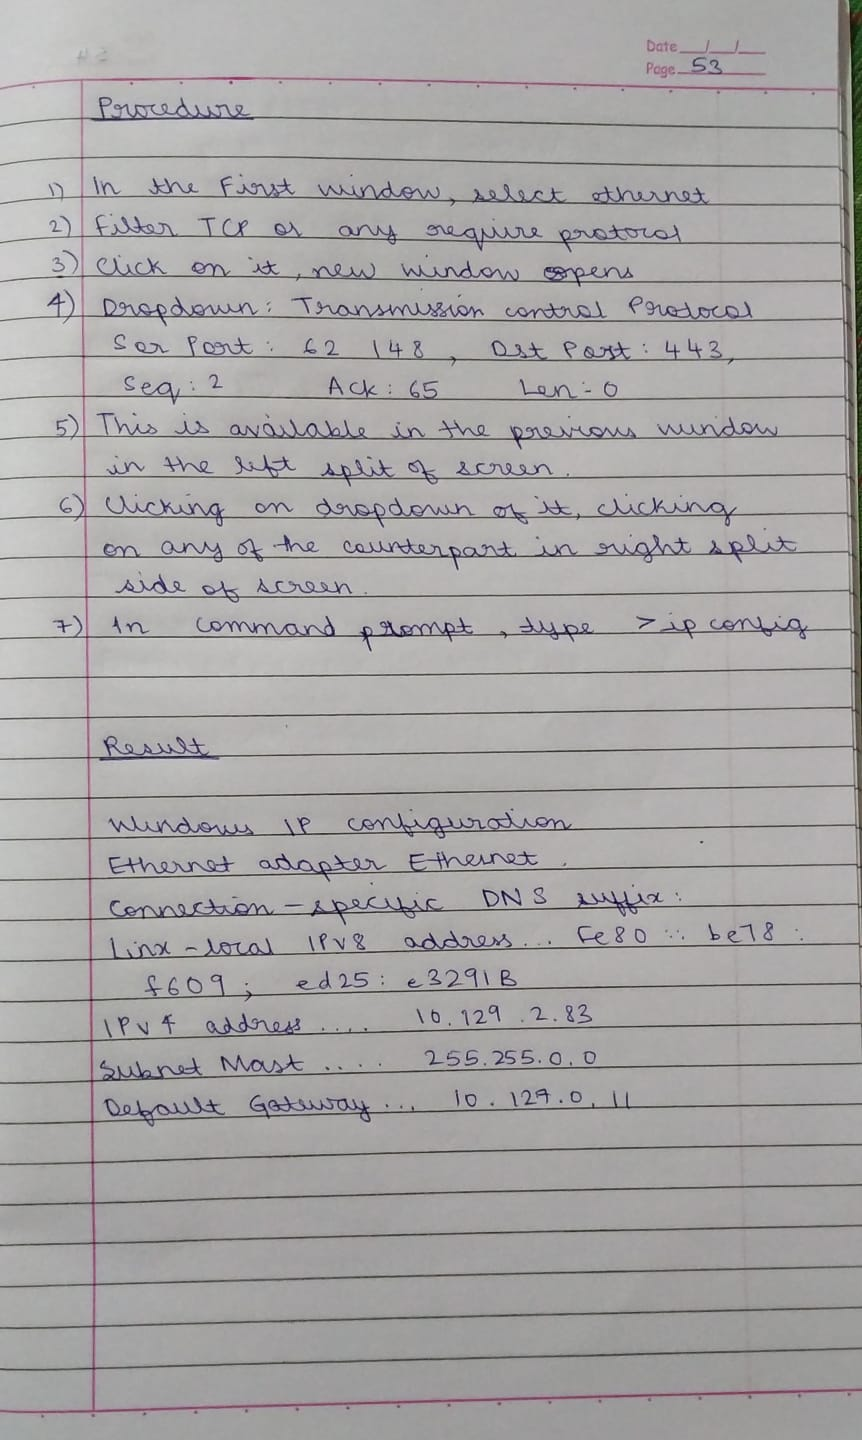 Date __/__/__
Page 53
Procedure
1) In the First window, select ethernet
2) Filter TCP or any require protocol
3) Click on it, new window opens
4) Dropdown: Transmission control Protocol
Ser Port: 62 148, Dst Port: 443,
Seq: 2 Ack: 65 Len = 0
5) This is available in the previous window
in the left split of screen.
6) Clicking on dropdown of it, clicking
on any of the counterpart in right split
side of screen.
7) In command prompt, type >ip config
Result
Windows IP configuration
Ethernet adapter Ethernet.
Connection-specific DNS suffix:
Linx-local IPv8 address... Fe80 :: be78 :
f609; ed25: e3291B
IPv4 address .... 10.129.2.83
Subnet Mast .... 255.255.0.0
Default Gateway ... 10.129.0.11